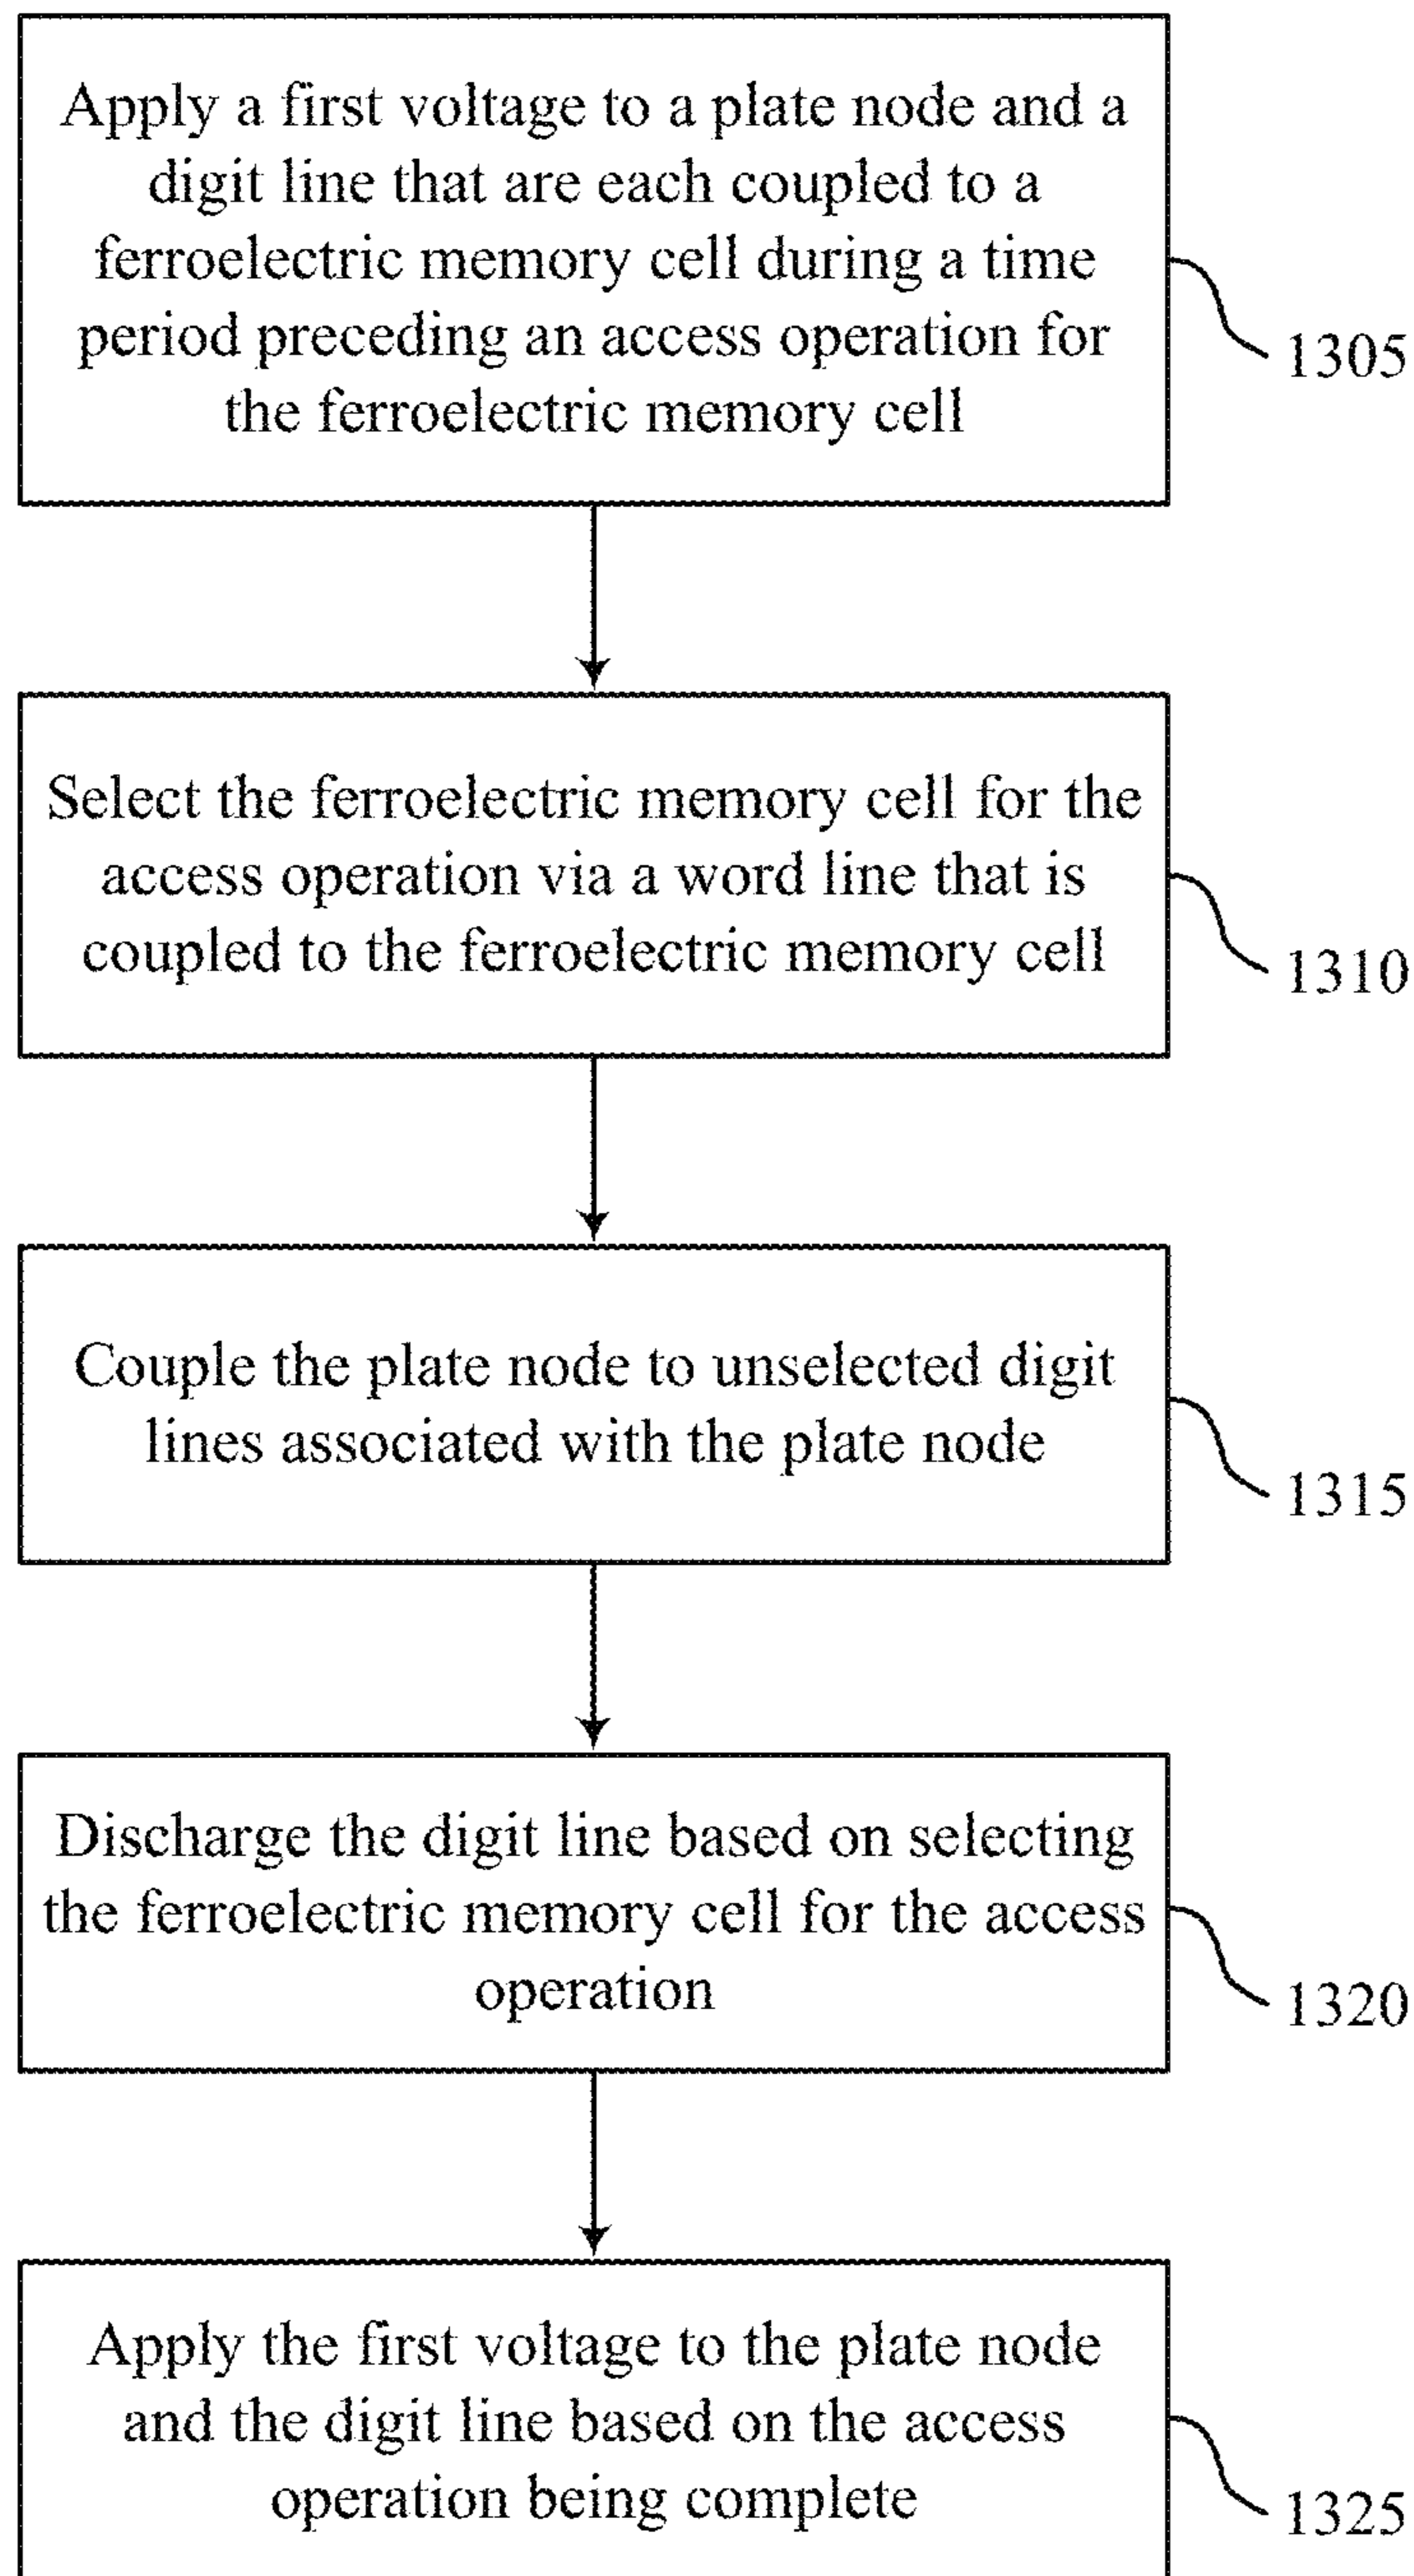 Apply a first voltage to a plate node and a
digit line that are each coupled to a
ferroelectric memory cell during a time
period preceding an access operation for
the ferroelectric memory cell
1305
Select the ferroelectric memory cell for the
access operation via a word line that is
coupled to the ferroelectric memory cell
1310
Couple the plate node to unselected digit
lines associated with the plate node
1315
Discharge the digit line based on selecting
the ferroelectric memory cell for the access
operation
1320
Apply the first voltage to the plate node
and the digit line based on the access
operation being complete
1325